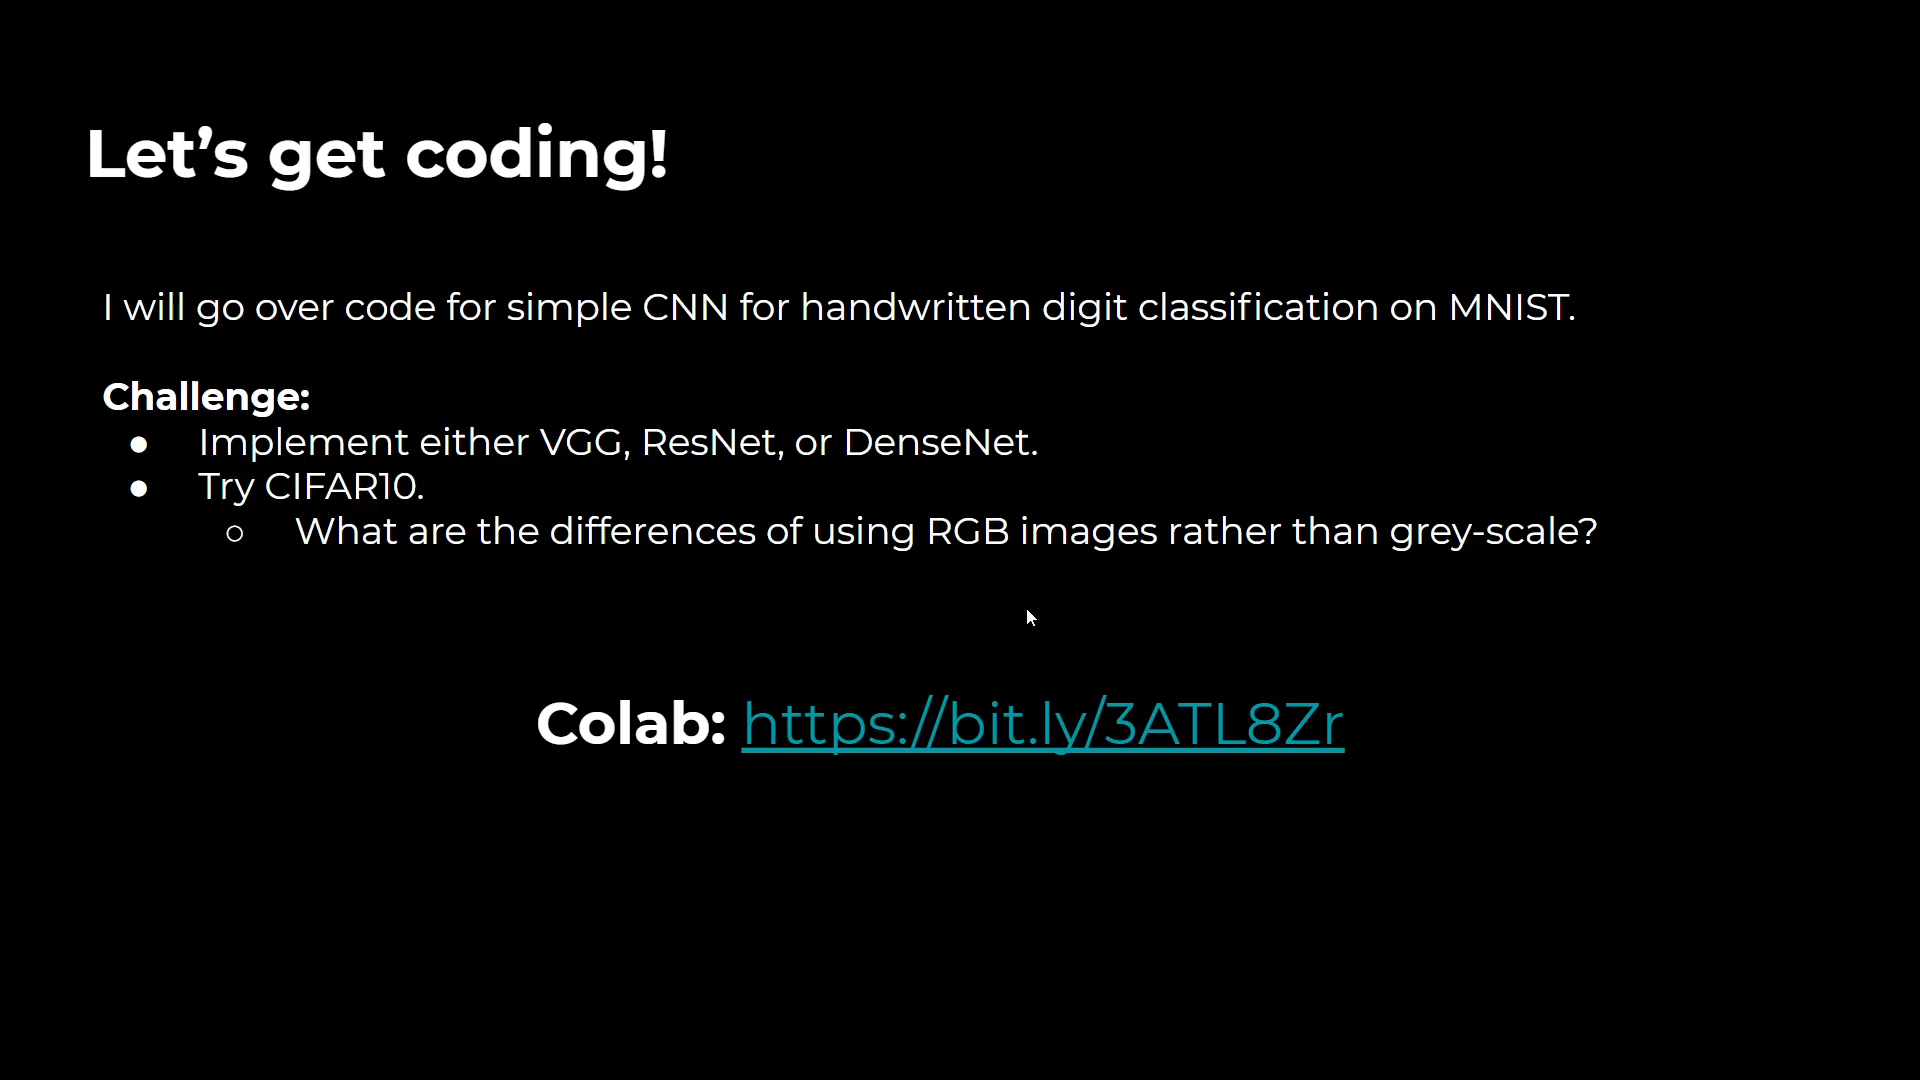 Let’s get coding!
I will go over code for simple CNN for handwritten digit classification on MNIST.
Challenge:
● Implement either VGG, ResNet, or DenseNet.
● Try CIFAR10.
○ What are the differences of using RGB images rather than grey-scale?
Colab: https://bit.ly/3ATL8Zr